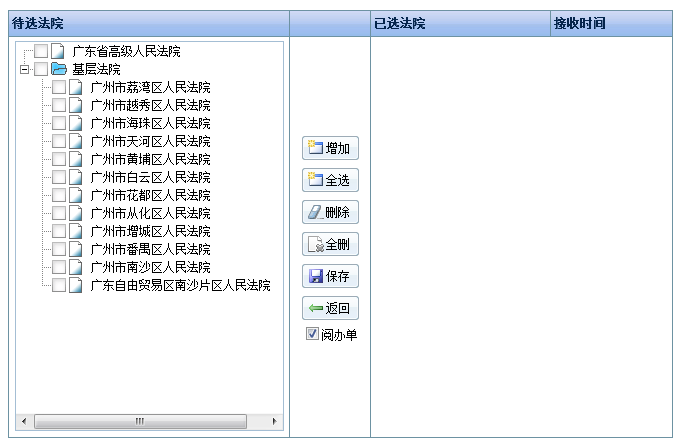 待选法院
已选法院
接收时间
广东省高级人民法院
基层法院
广州市荔湾区人民法院
广州市越秀区人民法院
广州市海珠区人民法院
广州市天河区人民法院
广州市黄埔区人民法院
广州市白云区人民法院
广州市花都区人民法院
广州市从化区人民法院
广州市增城区人民法院
广州市番禺区人民法院
广州市南沙区人民法院
广东自由贸易区南沙片区人民法院
增加
全选
删除
全删
保存
返回
阅办单